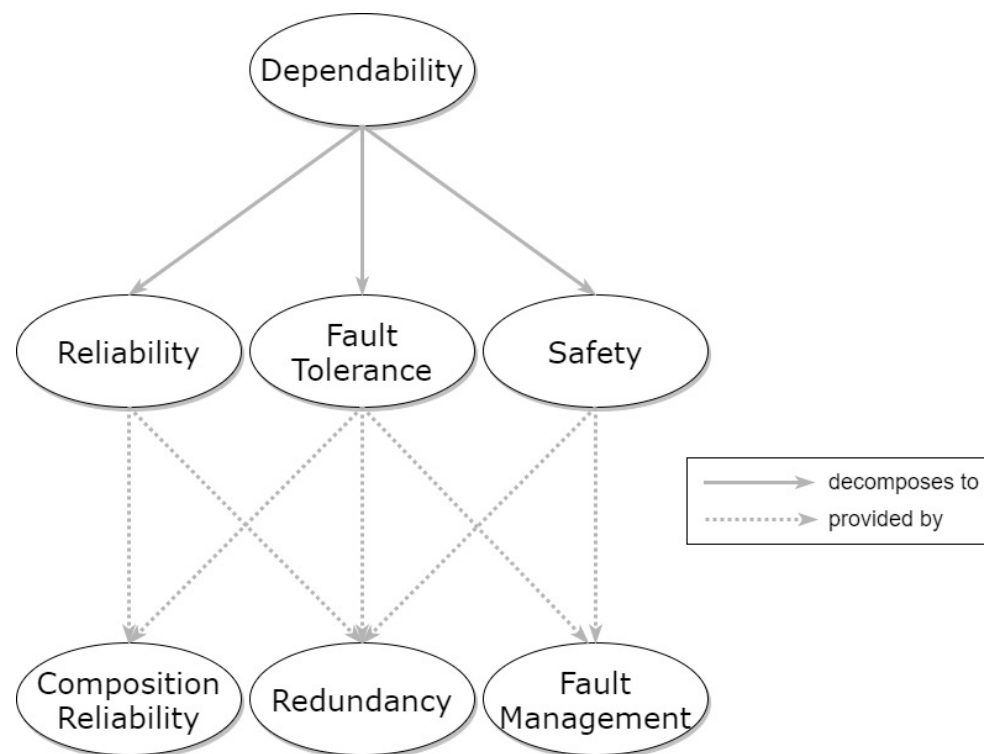 Dependability
Reliability
Fault
Tolerance
Safety
decomposes to
provided by
Composition
Reliability
Redundancy
Fault
Management